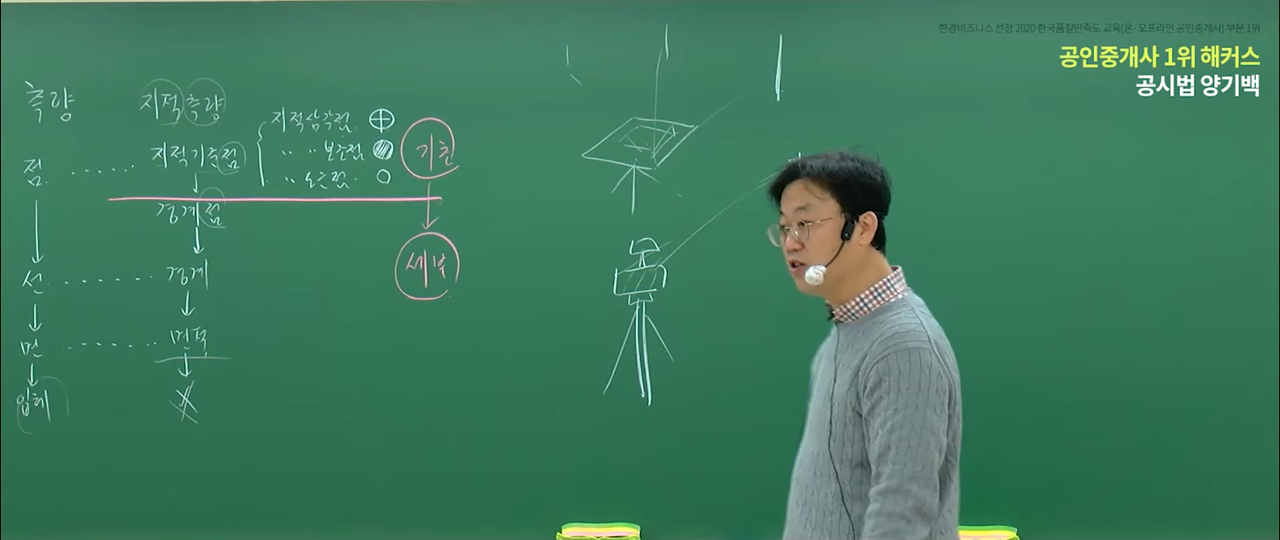 한경비즈니스 선정 2020 한국품질만족도 교육(온·오프라인 공인중개사) 부문 1위
공인중개사 1위 해커스
공시법 양기백
측량 지적측량
점 ...... 지적기준점 { 지적삼각점 ⊕ 기초
〃 〃 보조점
〃 도근점 ○
경계점
세부
선 ....... 경계
면 ....... 면적
입체 X